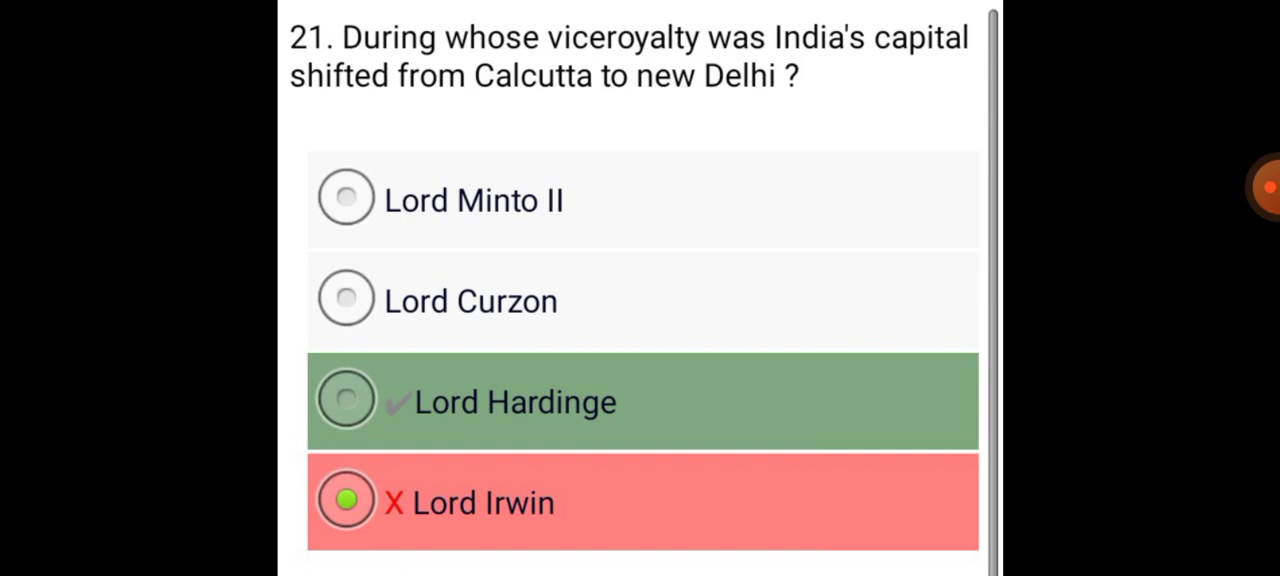 21. During whose viceroyalty was India's capital
shifted from Calcutta to new Delhi ?
Lord Minto II
Lord Curzon
✔Lord Hardinge
X Lord Irwin